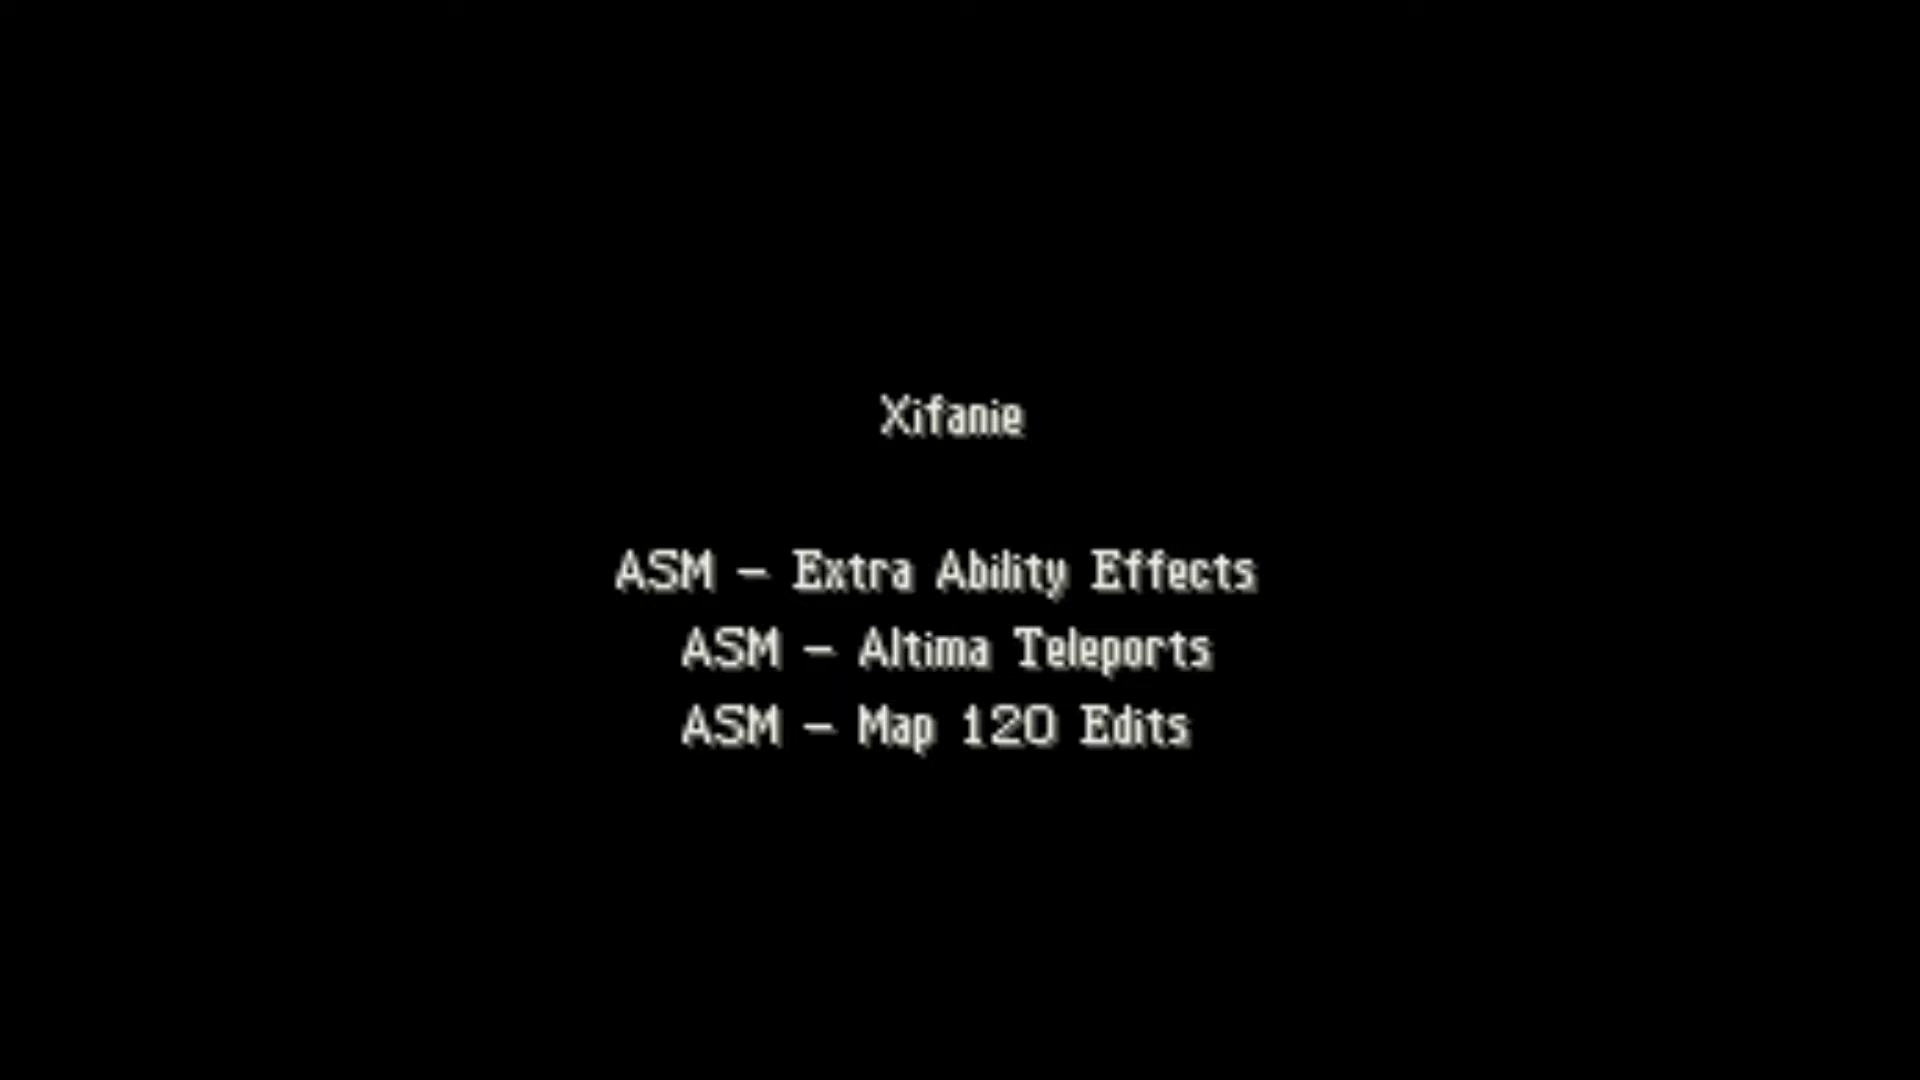 Xifanie
ASM – Extra Ability Effects
ASM – Altima Teleports
ASM – Map 120 Edits